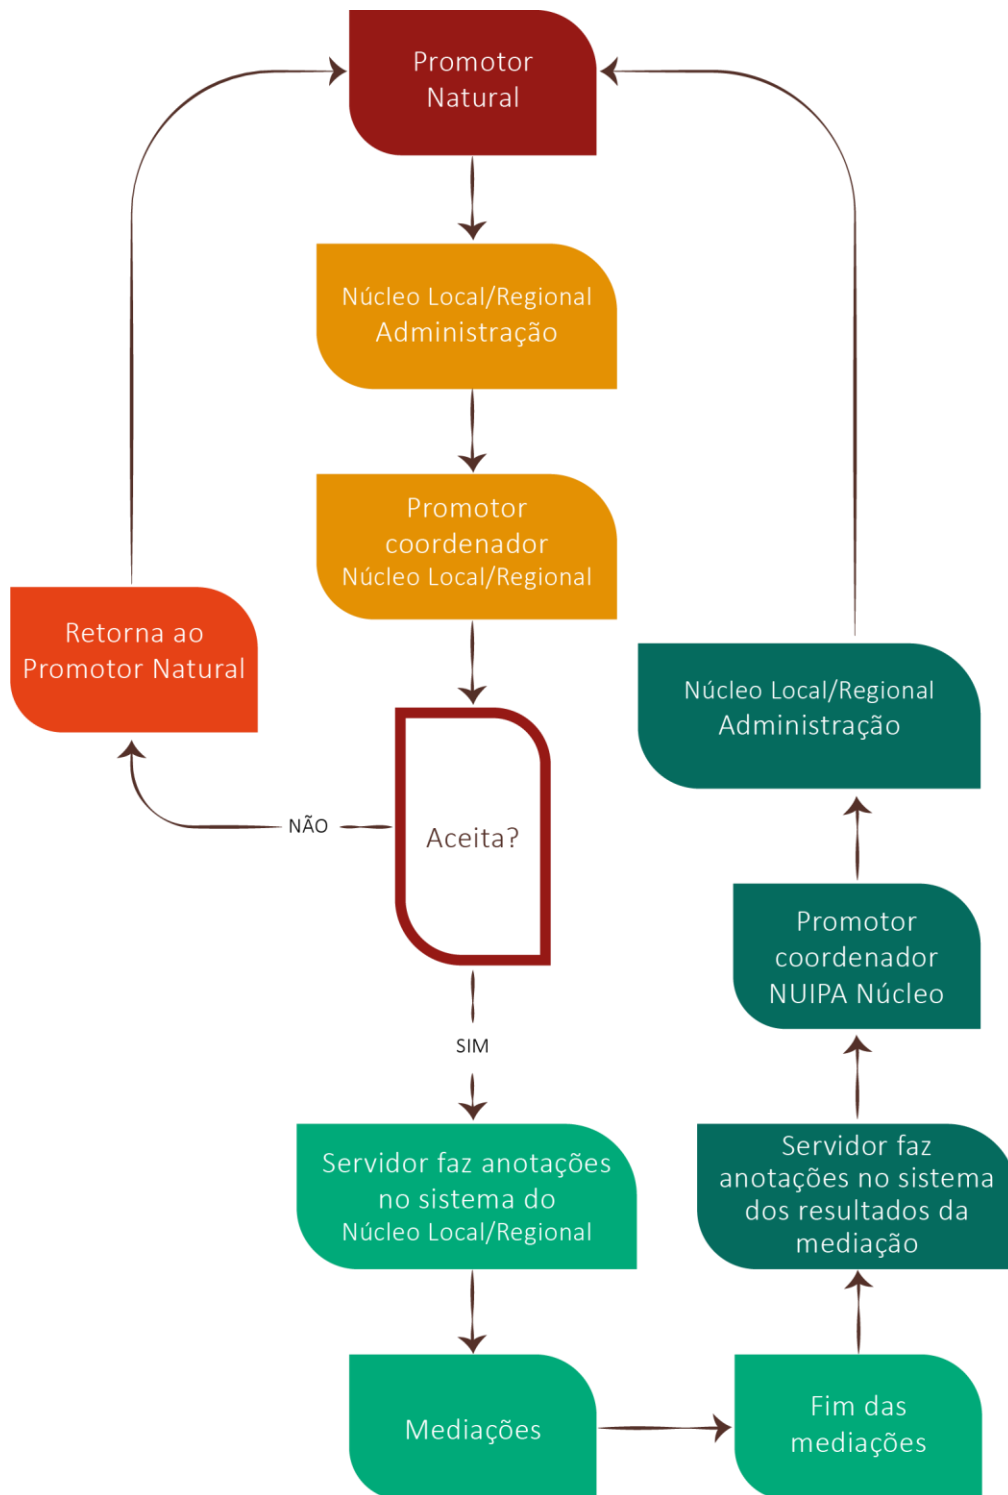 Promotor
Natural
Núcleo Local/Regional
Administração
Promotor
coordenador
Núcleo Local/Regional
Retorna ao
Promotor Natural
Núcleo Local/Regional
Administração
NÃO
Aceita?
Promotor
coordenador
NUIPA Núcleo
SIM
Servidor faz anotações
no sistema do
Núcleo Local/Regional
Servidor faz
anotações no sistema
dos resultados da
mediação
Mediações
Fim das
mediações